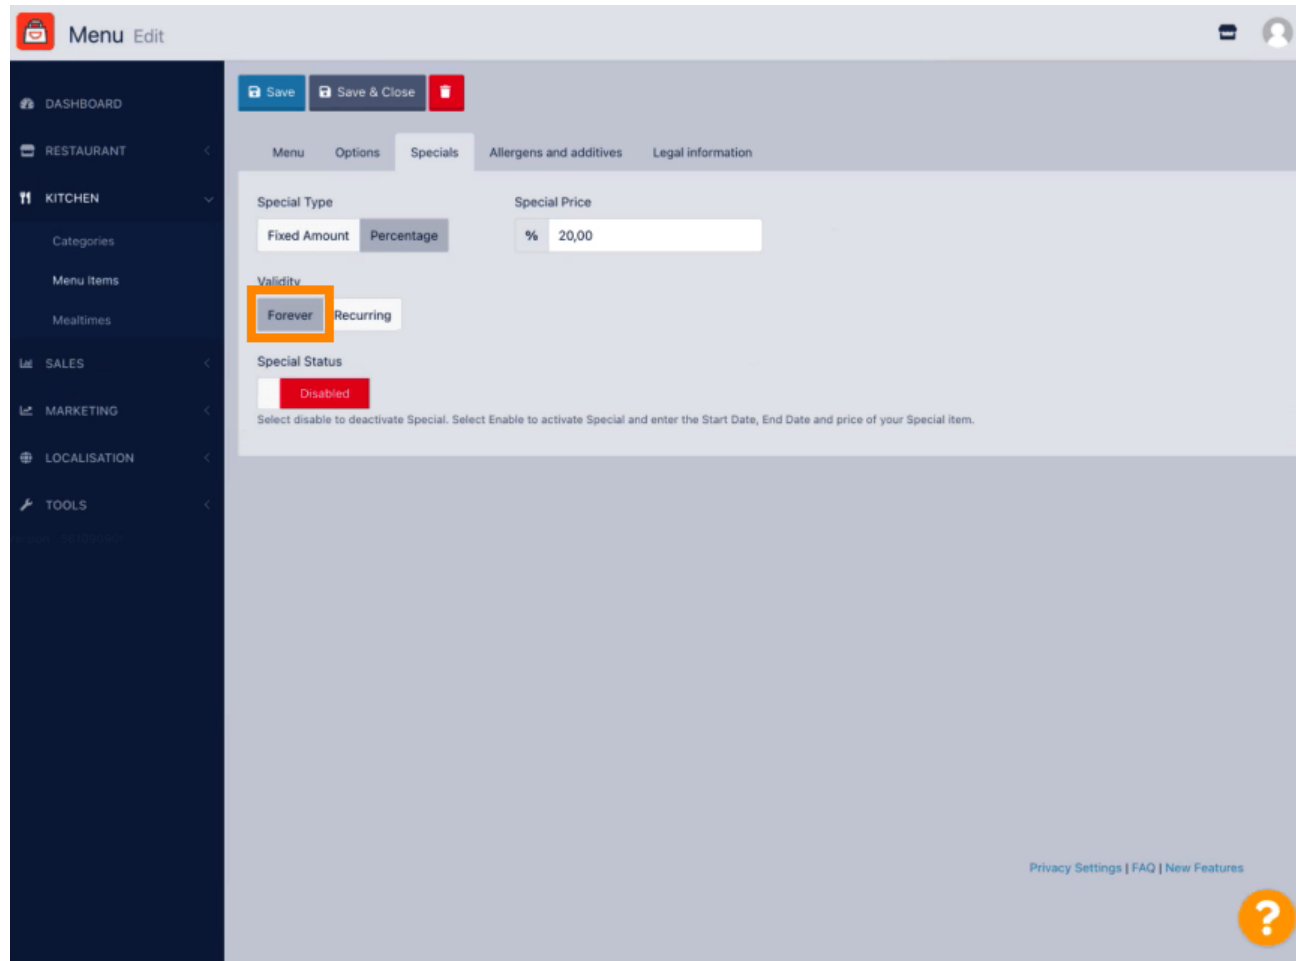 Menu Edit
DASHBOARD
RESTAURANT
KITCHEN
Categories
Menu Items
Mealtimes
SALES
MARKETING
LOCALISATION
TOOLS
Save
Save & Close
Menu Options Specials Allergens and additives Legal information
Special Type Special Price
Fixed Amount Percentage % 20,00
Validity
Forever Recurring
Special Status
Disabled
Select disable to deactivate Special. Select Enable to activate Special and enter the Start Date, End Date and price of your Special item.
Privacy Settings | FAQ | New Features
?